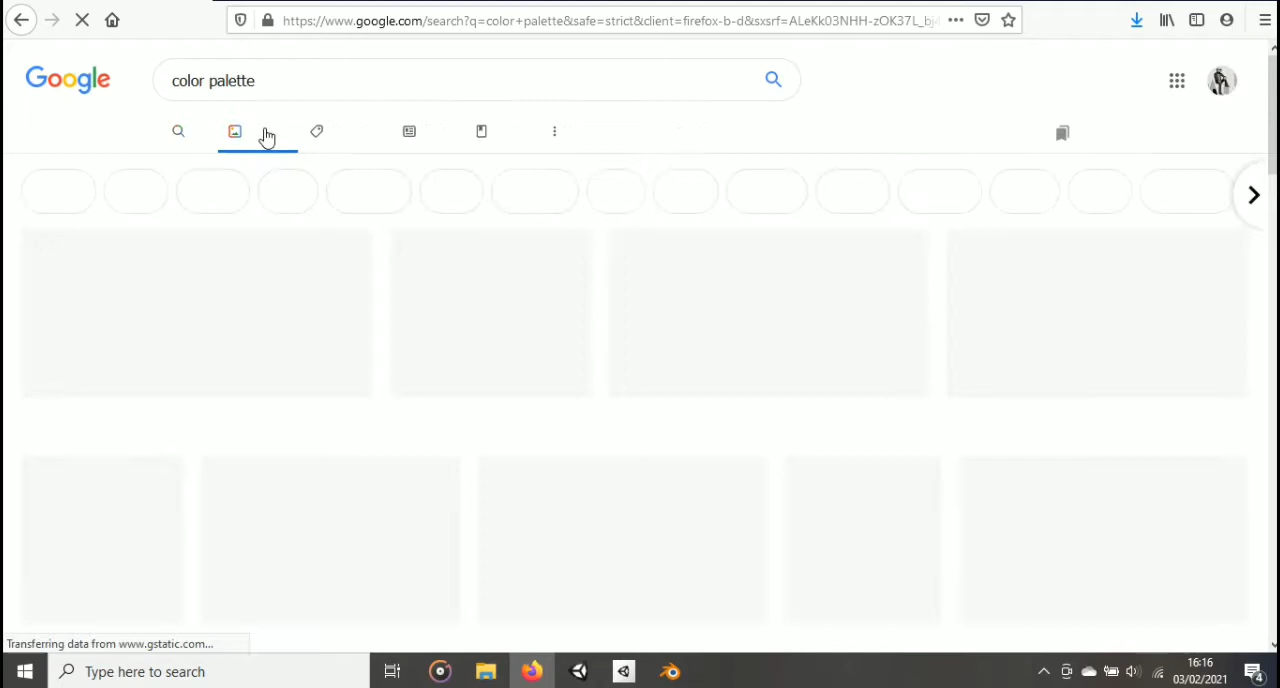 https://www.google.com/search?q=color+palette&safe=strict&client=firefox-b-d&sxsrf=ALeKk03NHH-zOK37L_bj
Google
color palette
Transferring data from www.gstatic.com...
Type here to search
16:16
03/02/2021
4